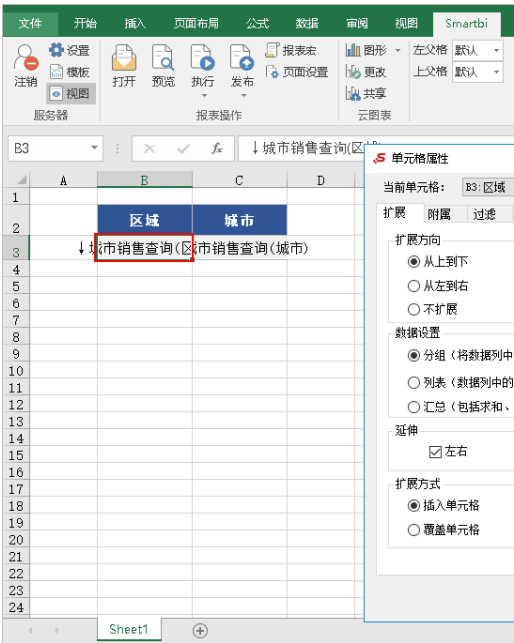 文件 开始 插入 页面布局 公式 数据 审阅 视图 Smartbi
设置 报表宏 图形 左父格 默认
模板 页面设置 更改 上父格 默认
注销 视图 打开 预览 执行 发布 共享
服务器 报表操作 云图表
B3 fx ↓城市销售查询(区
A B C D
1
2 区域 城市
3 ↓城市销售查询(区城市销售查询(城市)
4
5
6
7
8
9
10
11
12
13
14
15
16
17
18
19
20
21
22
23
24
Sheet1
单元格属性
当前单元格: B3:区域
扩展 附属 过滤
扩展方向
从上到下
从左到右
不扩展
数据设置
分组（将数据列中
列表（数据列中的
汇总（包括求和、
延伸
左右
扩展方式
插入单元格
覆盖单元格